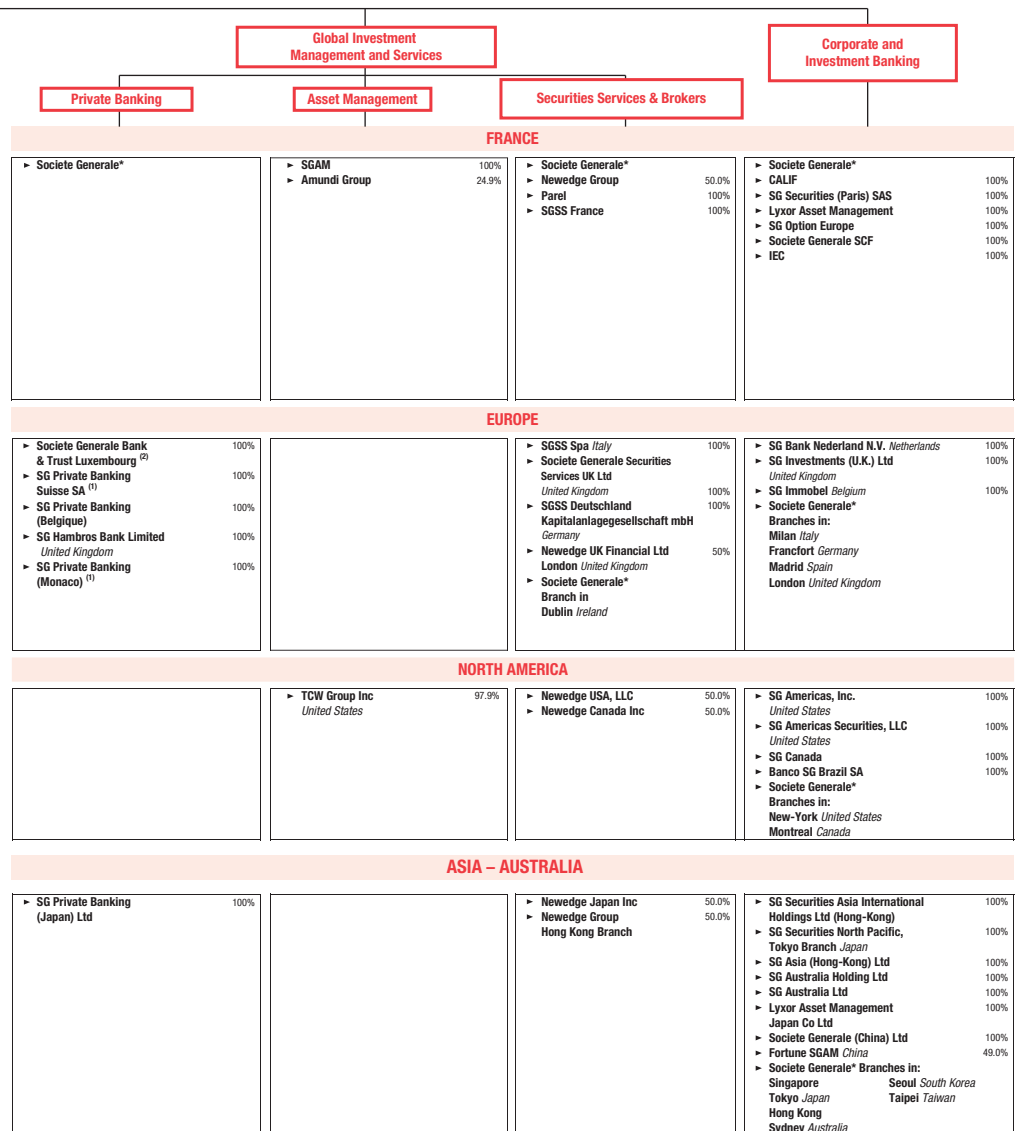 Global Investment
Management and Services
Corporate and
Investment Banking
Private Banking
Asset Management
Securities Services & Brokers
FRANCE
► Societe Generale*
► SGAM 100%
► Amundi Group 24.9%
► Societe Generale*
► Newedge Group 50.0%
► Parel 100%
► SGSS France 100%
► Societe Generale*
► CALIF 100%
► SG Securities (Paris) SAS 100%
► Lyxor Asset Management 100%
► SG Option Europe 100%
► Societe Generale SCF 100%
► IEC 100%
EUROPE
► Societe Generale Bank 100%
& Trust Luxembourg (2)
► SG Private Banking 100%
Suisse SA (1)
► SG Private Banking 100%
(Belgique)
► SG Hambros Bank Limited 100%
United Kingdom
► SG Private Banking 100%
(Monaco) (1)
► SGSS Spa Italy 100%
► Societe Generale Securities
Services UK Ltd
United Kingdom 100%
► SGSS Deutschland 100%
Kapitalanlagegesellschaft mbH
Germany
► Newedge UK Financial Ltd 50%
London United Kingdom
► Societe Generale*
Branch in
Dublin Ireland
► SG Bank Nederland N.V. Netherlands 100%
► SG Investments (U.K.) Ltd 100%
United Kingdom
► SG Immobel Belgium 100%
► Societe Generale*
Branches in:
Milan Italy
Francfort Germany
Madrid Spain
London United Kingdom
NORTH AMERICA
► TCW Group Inc 97.9%
United States
► Newedge USA, LLC 50.0%
► Newedge Canada Inc 50.0%
► SG Americas, Inc. 100%
United States
► SG Americas Securities, LLC 100%
United States
► SG Canada 100%
► Banco SG Brazil SA 100%
► Societe Generale*
Branches in:
New-York United States
Montreal Canada
ASIA – AUSTRALIA
► SG Private Banking 100%
(Japan) Ltd
► Newedge Japan Inc 50.0%
► Newedge Group 50.0%
Hong Kong Branch
► SG Securities Asia International 100%
Holdings Ltd (Hong-Kong)
► SG Securities North Pacific, 100%
Tokyo Branch Japan
► SG Asia (Hong-Kong) Ltd 100%
► SG Australia Holding Ltd 100%
► SG Australia Ltd 100%
► Lyxor Asset Management 100%
Japan Co Ltd
► Societe Generale (China) Ltd 100%
► Fortune SGAM China 49.0%
► Societe Generale* Branches in:
Singapore Seoul South Korea
Tokyo Japan Taipei Taiwan
Hong Kong
Sydney Australia